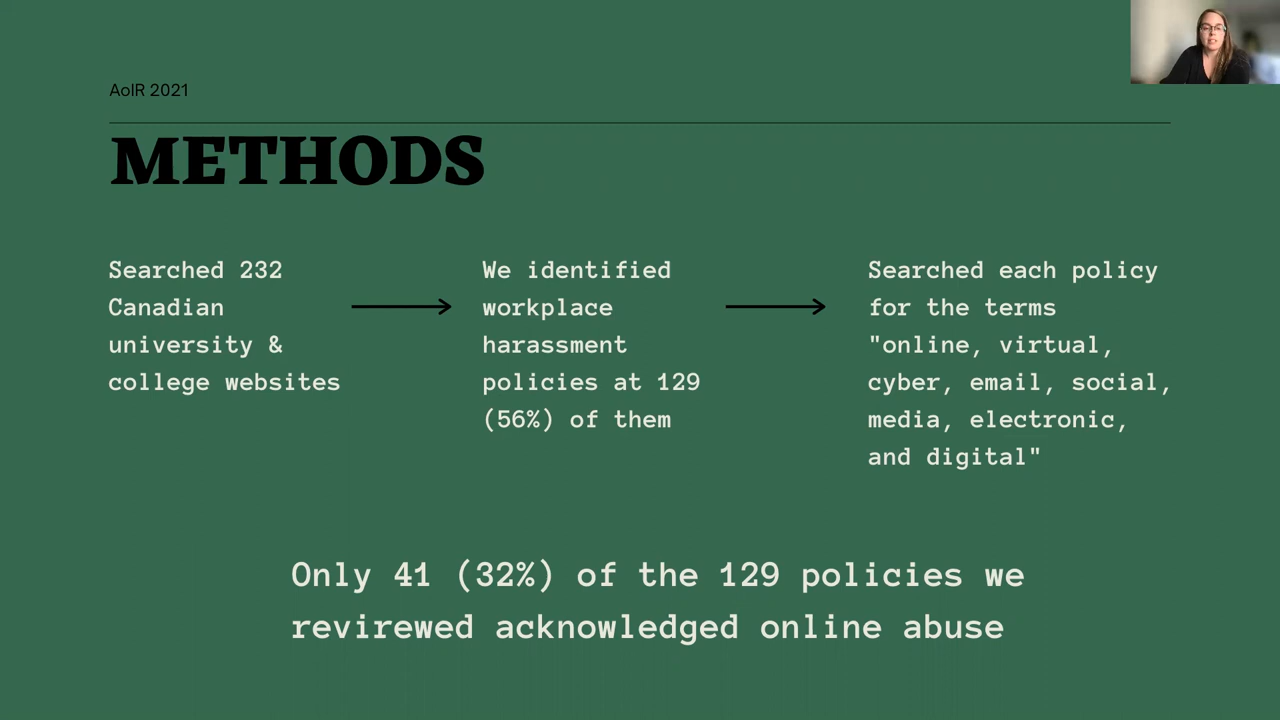 AoIR 2021
METHODS
Searched 232
Canadian
university &
college websites
We identified
workplace
harassment
policies at 129
(56%) of them
Searched each policy
for the terms
"online, virtual,
cyber, email, social,
media, electronic,
and digital"
Only 41 (32%) of the 129 policies we
revirewed acknowledged online abuse